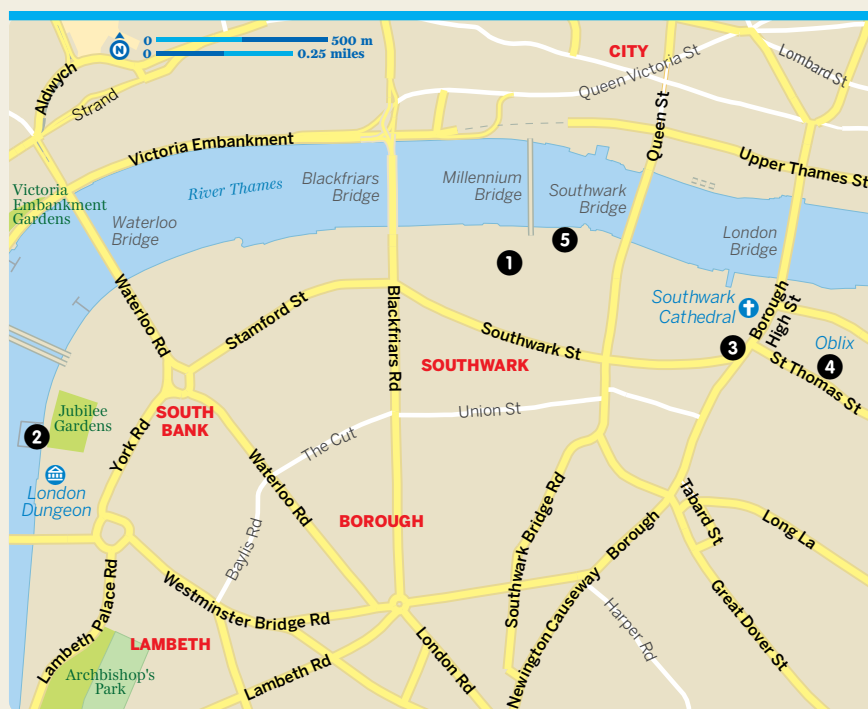 N
0
500 m
0
0.25 miles
CITY
Aldwych
Strand
Queen Victoria St
Lombard St
Queen St
Victoria Embankment
Upper Thames St
Victoria
Embankment
Gardens
River Thames
Waterloo
Bridge
Blackfriars
Bridge
Millennium
Bridge
Southwark
Bridge
London
Bridge
5
1
Waterloo Rd
Stamford St
Blackfriars Rd
Southwark St
Southwark
Cathedral
Borough
High St
3
Oblix
4
St Thomas St
SOUTHWARK
Jubilee
Gardens
2
SOUTH
BANK
York Rd
The Cut
Union St
London
Dungeon
Waterloo Rd
BOROUGH
Baylis Rd
Southwark Bridge Rd
Borough
Tabard St
Long La
Westminster Bridge Rd
Newington Causeway
Harper Rd
Great Dover St
Lambeth Palace Rd
LAMBETH
Archbishop's
Park
Lambeth Rd
London Rd